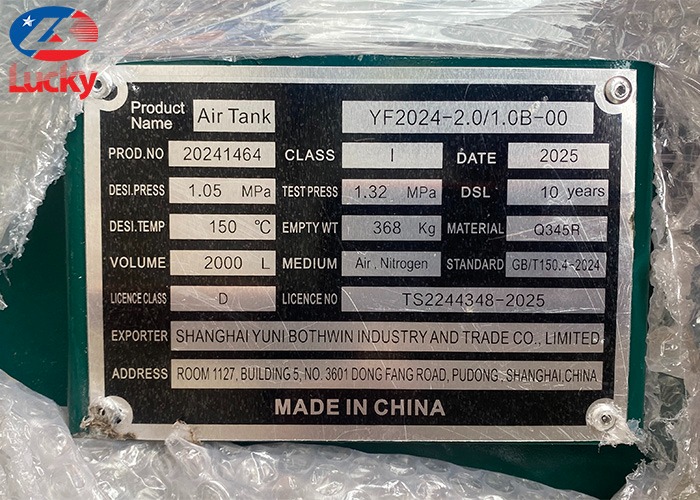 Lucky
Product Name Air Tank YF2024-2.0/1.0B-00
PROD.NO 20241464 CLASS I DATE 2025
DESI.PRESS 1.05 MPa TEST PRESS 1.32 MPa DSL 10 years
DESI.TEMP 150 ℃ EMPTY WT 368 Kg MATERIAL Q345R
VOLUME 2000 L MEDIUM Air . Nitrogen STANDARD GB/T150.4-2024
LICENCE CLASS D LICENCE NO TS2244348-2025
EXPORTER SHANGHAI YUNI BOTHWIN INDUSTRY AND TRADE CO., LIMITED
ADDRESS ROOM 1127, BUILDING 5, NO. 3601 DONG FANG ROAD, PUDONG, SHANGHAI,CHINA
MADE IN CHINA